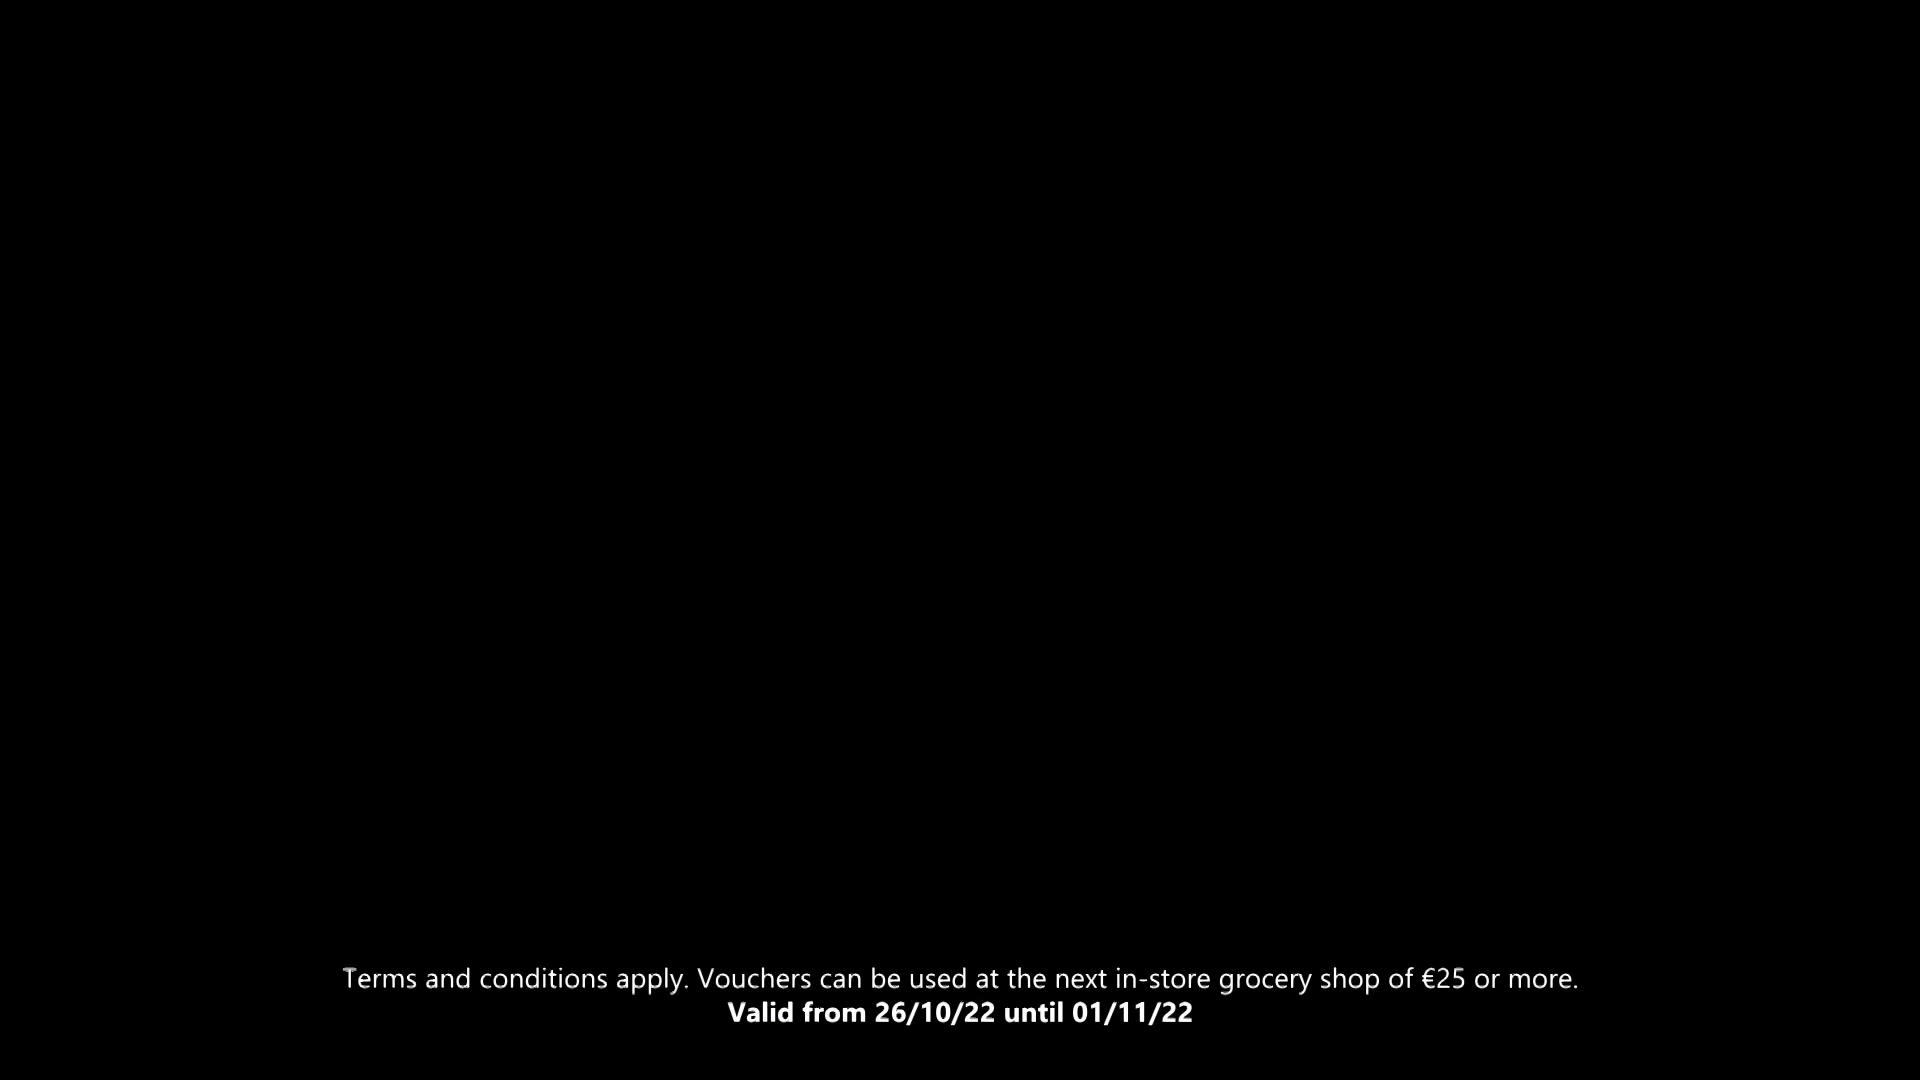 Terms and conditions apply. Vouchers can be used at the next in-store grocery shop of €25 or more.
Valid from 26/10/22 until 01/11/22